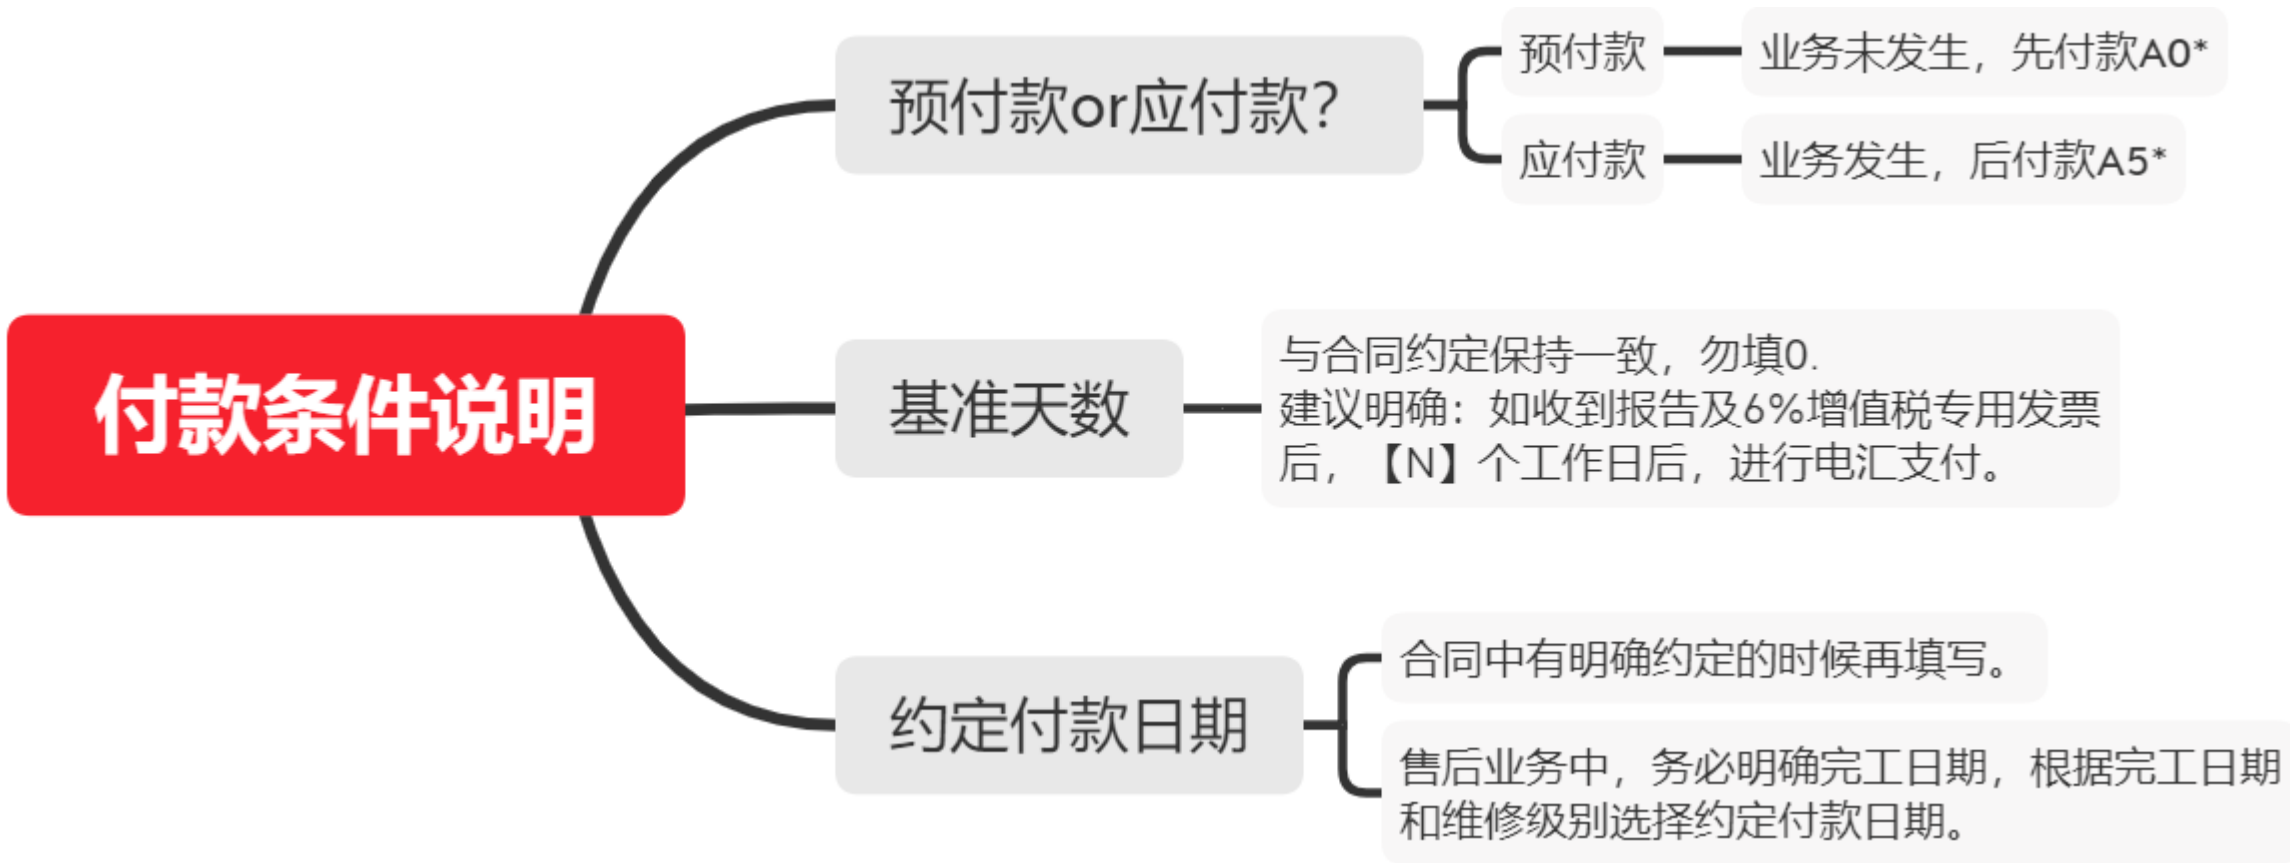 付款条件说明
预付款or应付款？
预付款
业务未发生，先付款A0*
应付款
业务发生，后付款A5*
基准天数
与合同约定保持一致，勿填0.
建议明确：如收到报告及6%增值税专用发票
后，【N】个工作日后，进行电汇支付。
约定付款日期
合同中有明确约定的时候再填写。
售后业务中，务必明确完工日期，根据完工日期
和维修级别选择约定付款日期。